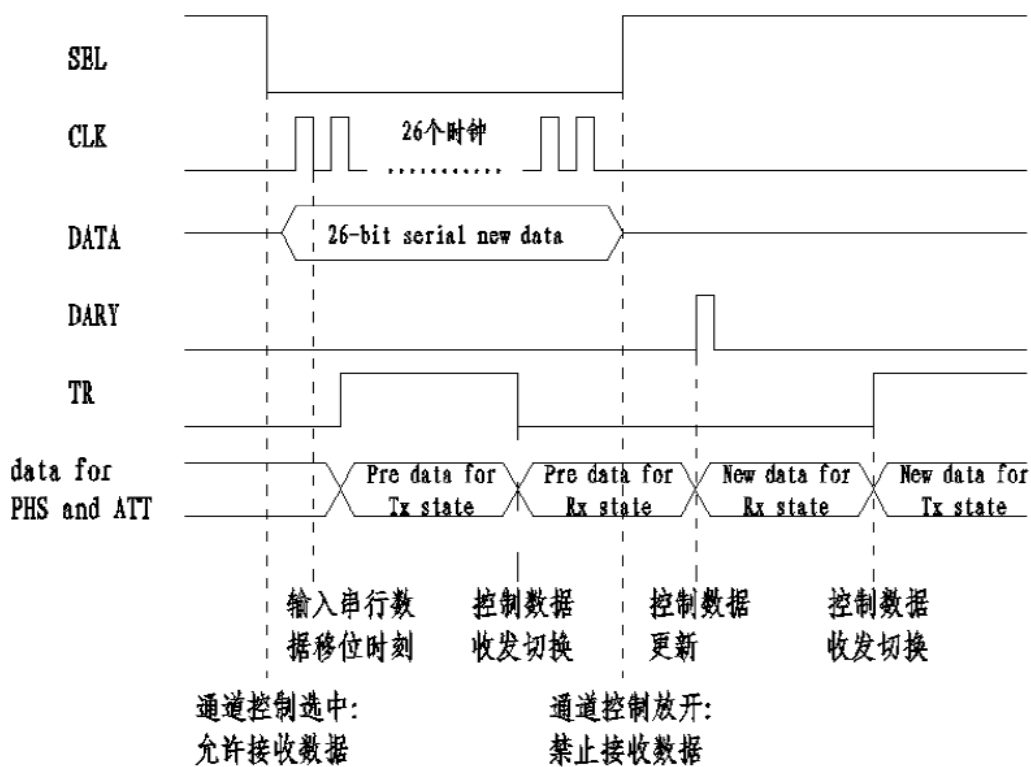 SEL
CLK
26个时钟
DATA
26-bit serial new data
DARY
TR
data for
PHS and ATT
Pre data for
Tx state
Pre data for
Rx state
New data for
Rx state
New data for
Tx state
输入串行数
据移位时刻
控制数据
收发切换
控制数据
更新
控制数据
收发切换
通道控制选中:
允许接收数据
通道控制放开:
禁止接收数据